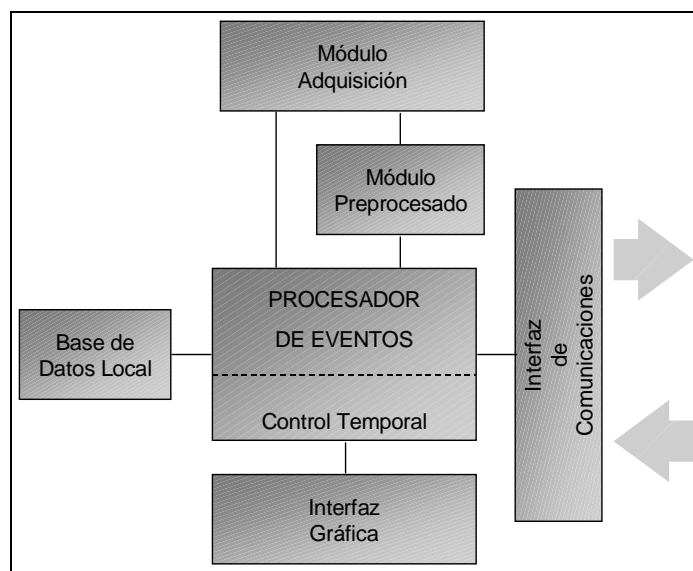 Módulo
Adquisición
Módulo
Preprocesado
PROCESADOR
DE EVENTOS
Control Temporal
Base de
Datos Local
Interfaz
de
Comunicaciones
Interfaz
Gráfica